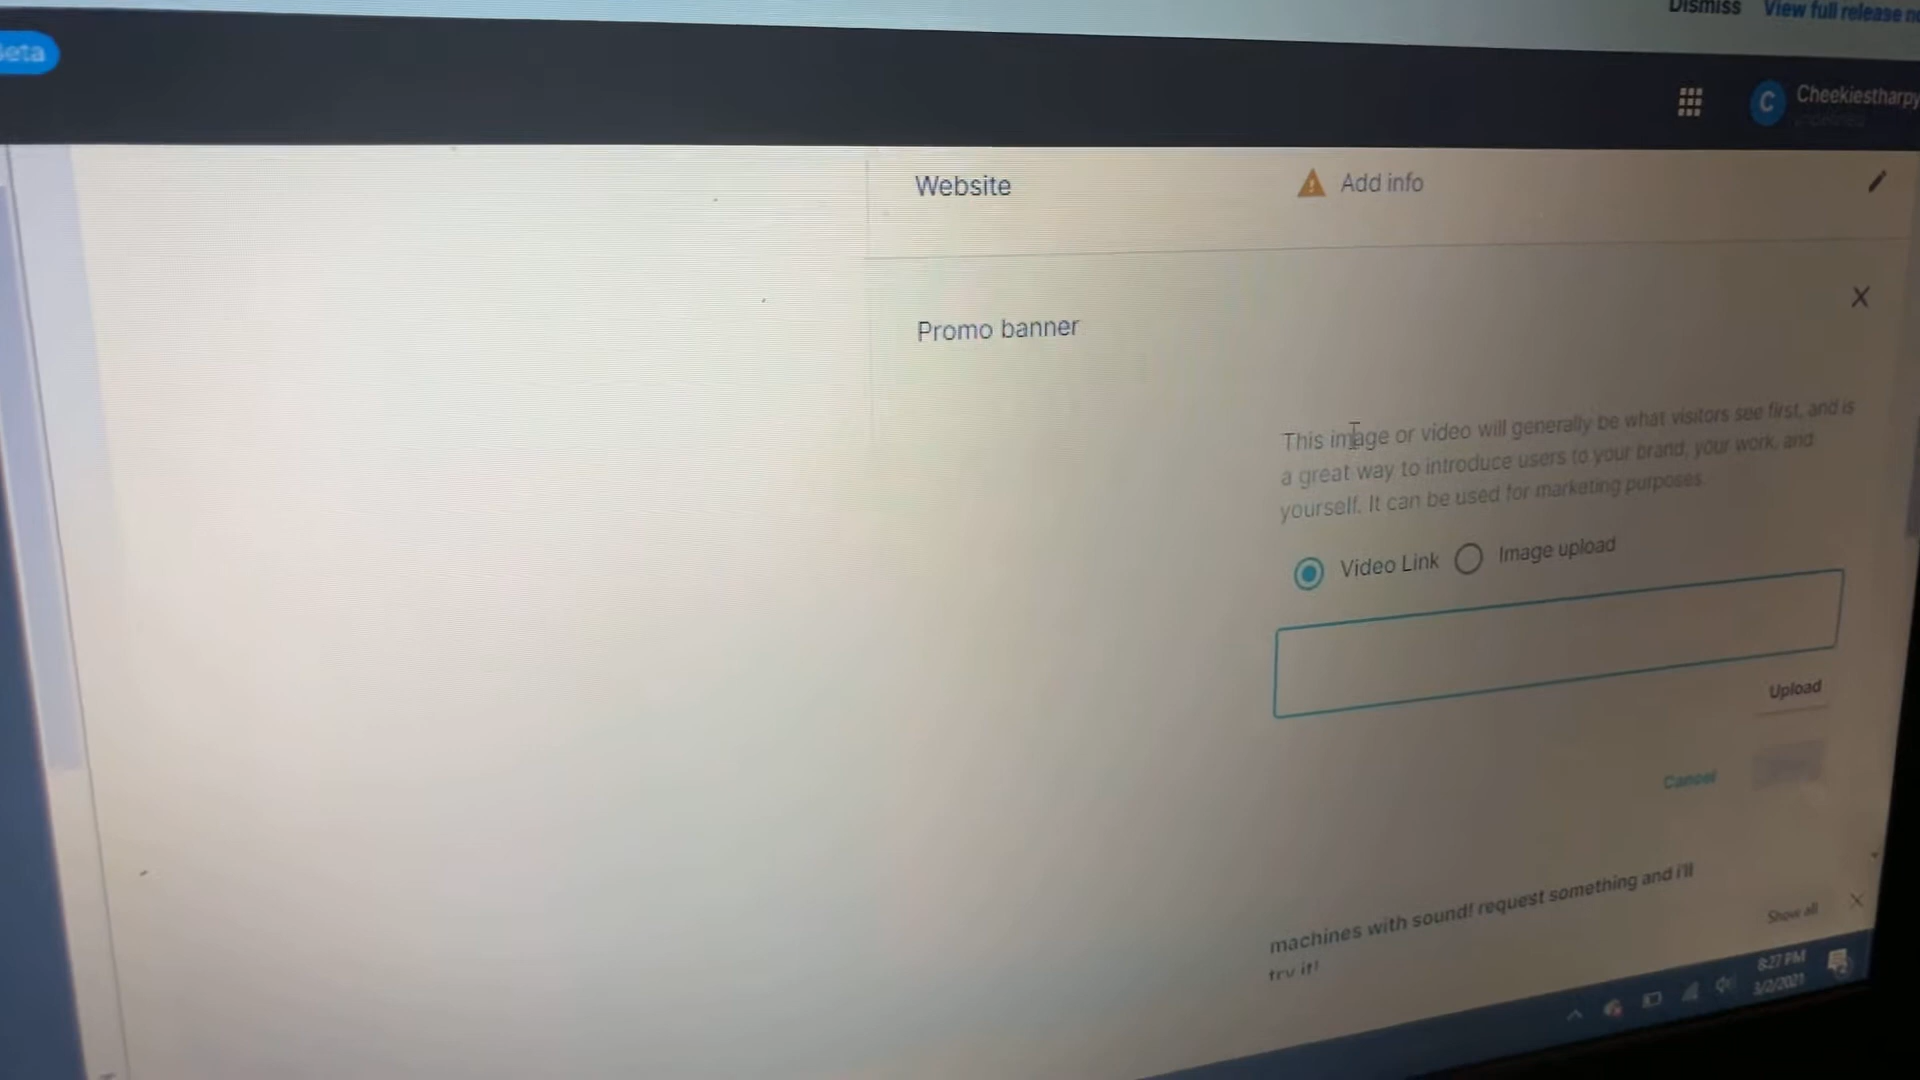 Dismiss View full release
C Cheekiestharpy
Website Add info
Promo banner
This image or video will generally be what visitors see first, and is
a great way to introduce users to your brand, your work, and
yourself. It can be used for marketing purposes.
Video Link Image upload
Upload
Cancel
machines with sound! request something and i'll
try it!
Show all
8:27 PM
3/2/2021